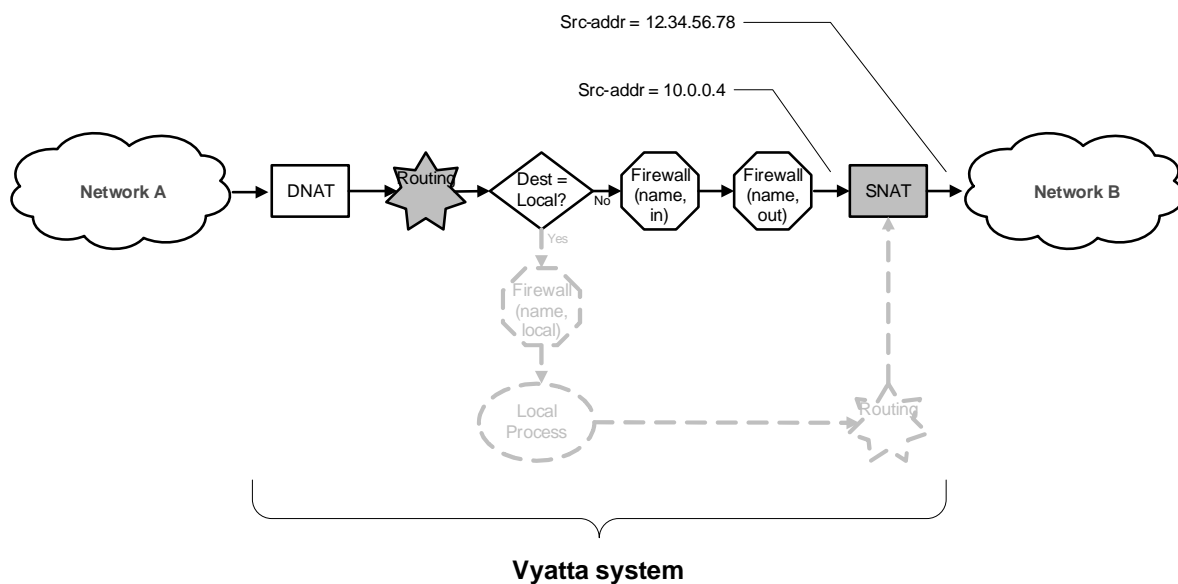 Src-addr = 12.34.56.78
Src-addr = 10.0.0.4
Network A
DNAT
Routing
Dest =
Local?
No
Firewall
(name,
in)
Firewall
(name,
out)
SNAT
Network B
Yes
Firewall
(name,
local)
Local
Process
Routing
Vyatta system